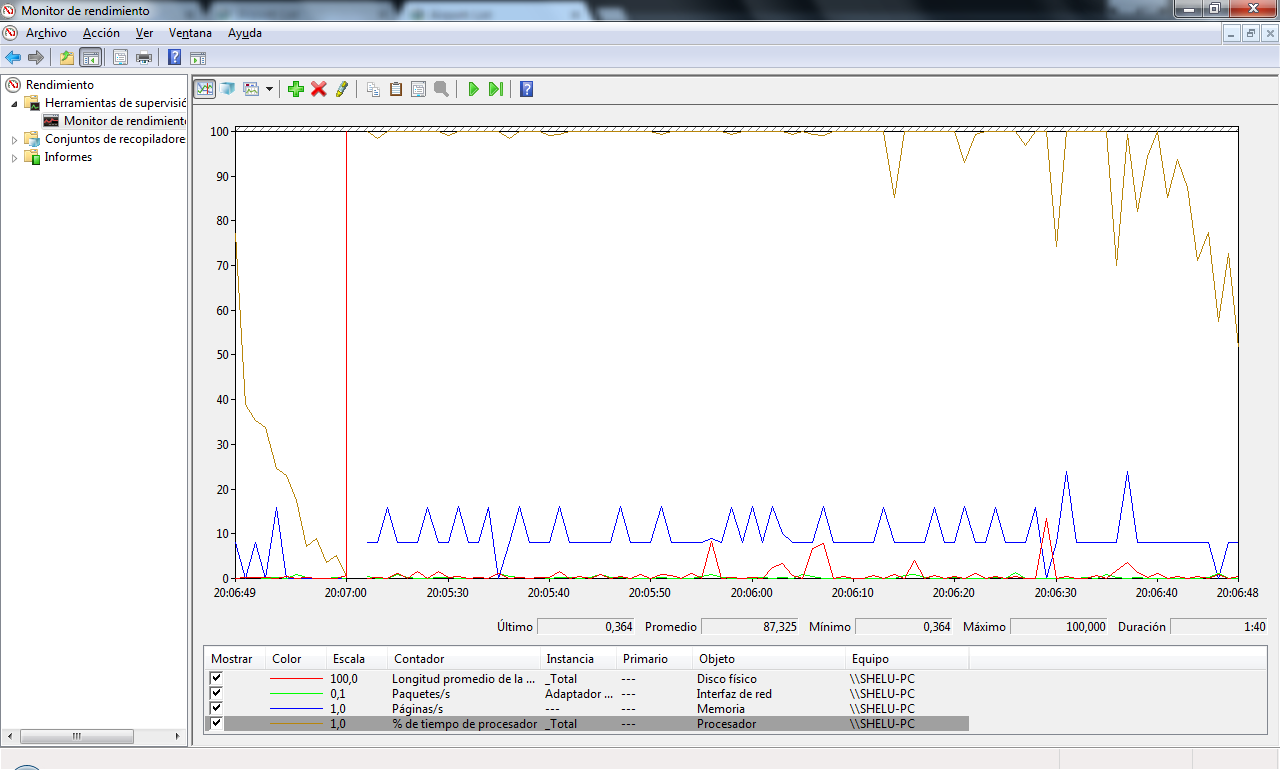 Monitor de rendimiento
Archivo Acción Ver Ventana Ayuda
Rendimiento
Herramientas de supervisió
Monitor de rendimiento
Conjuntos de recopiladore
Informes
100
90
80
70
60
50
40
30
20
10
0
20:06:49 20:07:00 20:05:30 20:05:40 20:05:50 20:06:00 20:06:10 20:06:20 20:06:30 20:06:40 20:06:48
Último 0,364 Promedio 87,325 Mínimo 0,364 Máximo 100,000 Duración 1:40
Mostrar Color Escala Contador Instancia Primario Objeto Equipo
100,0 Longitud promedio de la ... _Total --- Disco físico \\SHELU-PC
0,1 Paquetes/s Adaptador ... --- Interfaz de red \\SHELU-PC
1,0 Páginas/s --- --- Memoria \\SHELU-PC
1,0 % de tiempo de procesador _Total --- Procesador \\SHELU-PC